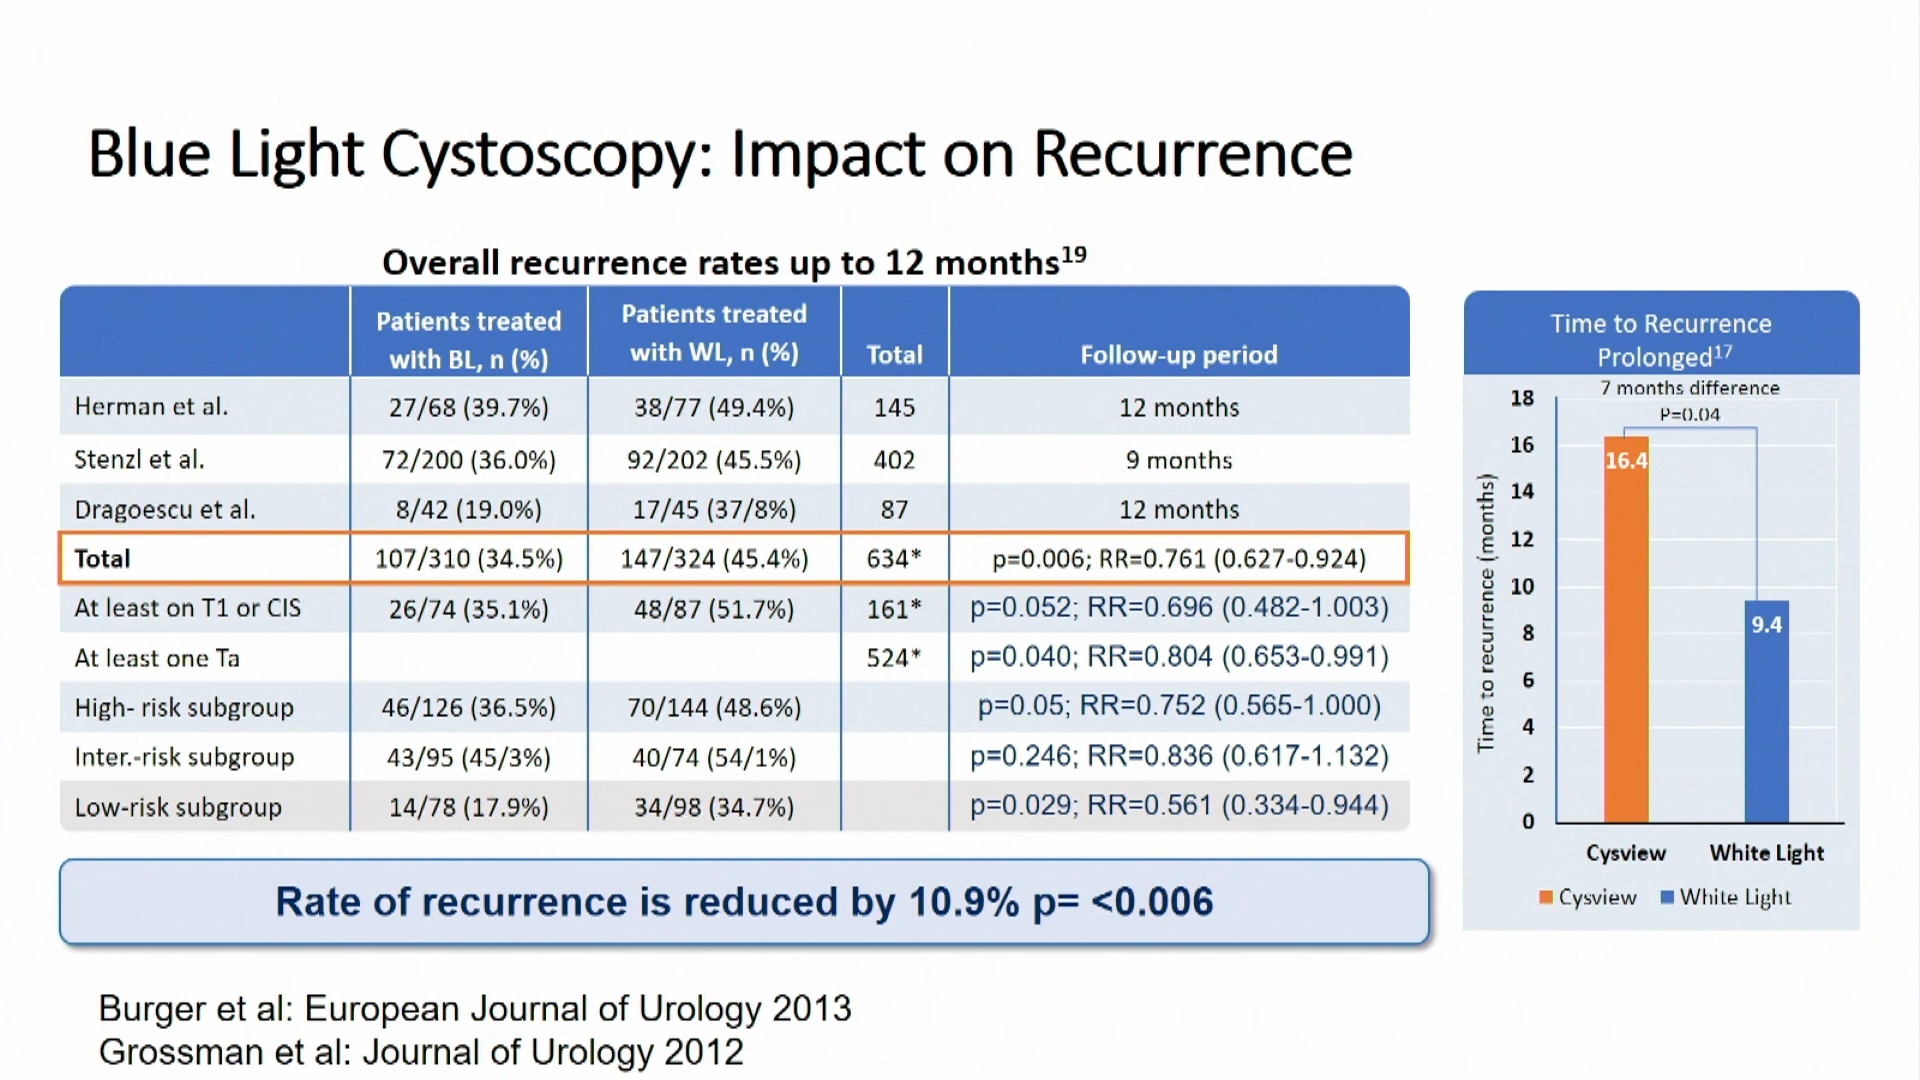 Blue Light Cystoscopy: Impact on Recurrence
Overall recurrence rates up to 12 months19
Patients treated with BL, n (%) Patients treated with WL, n (%) Total Follow-up period
Herman et al. 27/68 (39.7%) 38/77 (49.4%) 145 12 months
Stenzl et al. 72/200 (36.0%) 92/202 (45.5%) 402 9 months
Dragoescu et al. 8/42 (19.0%) 17/45 (37/8%) 87 12 months
Total 107/310 (34.5%) 147/324 (45.4%) 634* p=0.006; RR=0.761 (0.627-0.924)
At least on T1 or CIS 26/74 (35.1%) 48/87 (51.7%) 161* p=0.052; RR=0.696 (0.482-1.003)
At least one Ta 524* p=0.040; RR=0.804 (0.653-0.991)
High- risk subgroup 46/126 (36.5%) 70/144 (48.6%) p=0.05; RR=0.752 (0.565-1.000)
Inter.-risk subgroup 43/95 (45/3%) 40/74 (54/1%) p=0.246; RR=0.836 (0.617-1.132)
Low-risk subgroup 14/78 (17.9%) 34/98 (34.7%) p=0.029; RR=0.561 (0.334-0.944)
Rate of recurrence is reduced by 10.9% p= <0.006
Time to Recurrence
Prolonged17
7 months difference
P=0.04
Time to recurrence (months)
18
16
14
12
10
8
6
4
2
0
16.4
9.4
Cysview White Light
Cysview White Light
Burger et al: European Journal of Urology 2013
Grossman et al: Journal of Urology 2012